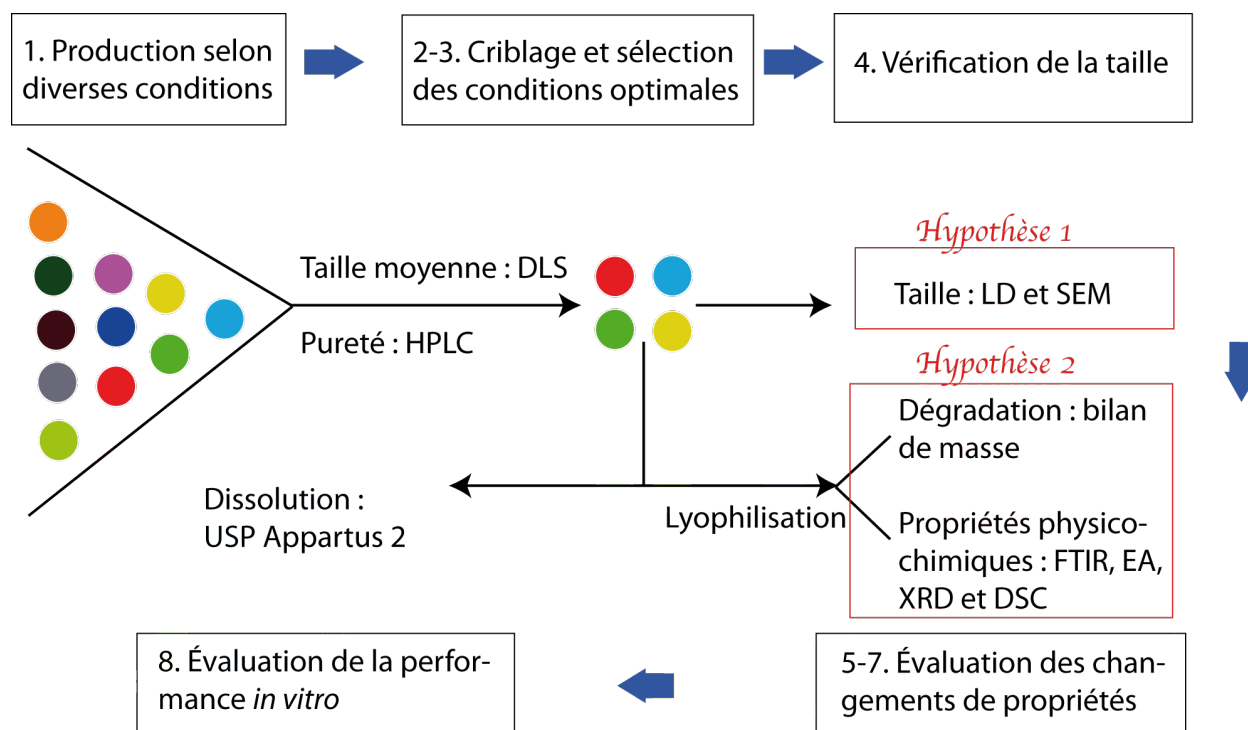 1. Production selon
diverses conditions
2-3. Criblage et sélection
des conditions optimales
4. Vérification de la taille
Taille moyenne : DLS
Pureté : HPLC
Hypothèse 1
Taille : LD et SEM
Hypothèse 2
Dégradation : bilan
de masse
Propriétés physico-
chimiques : FTIR, EA,
XRD et DSC
Lyophilisation
Dissolution :
USP Appartus 2
5-7. Évaluation des chan-
gements de propriétés
8. Évaluation de la perfor-
mance in vitro